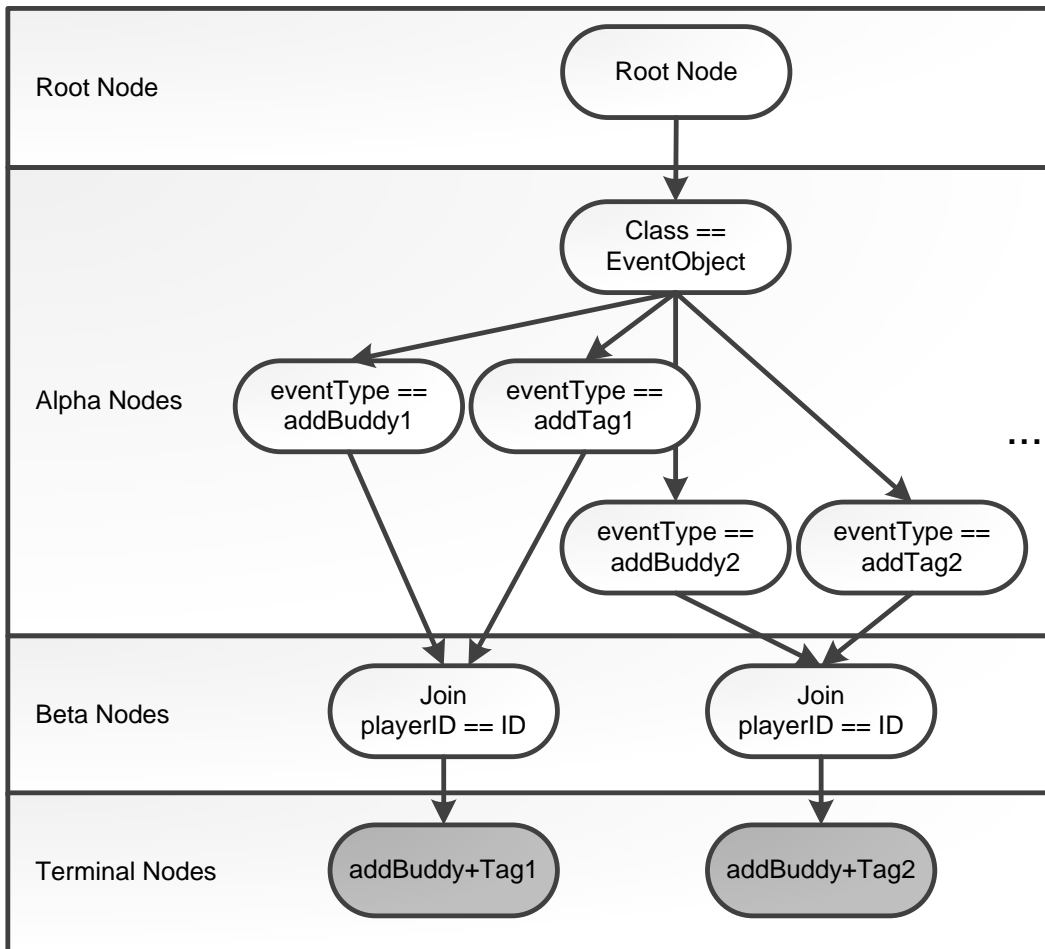 Root Node
Root Node
Class ==
EventObject
Alpha Nodes
eventType ==
addBuddy1
eventType ==
addTag1
...
eventType ==
addBuddy2
eventType ==
addTag2
Beta Nodes
Join
playerID == ID
Join
playerID == ID
Terminal Nodes
addBuddy+Tag1
addBuddy+Tag2